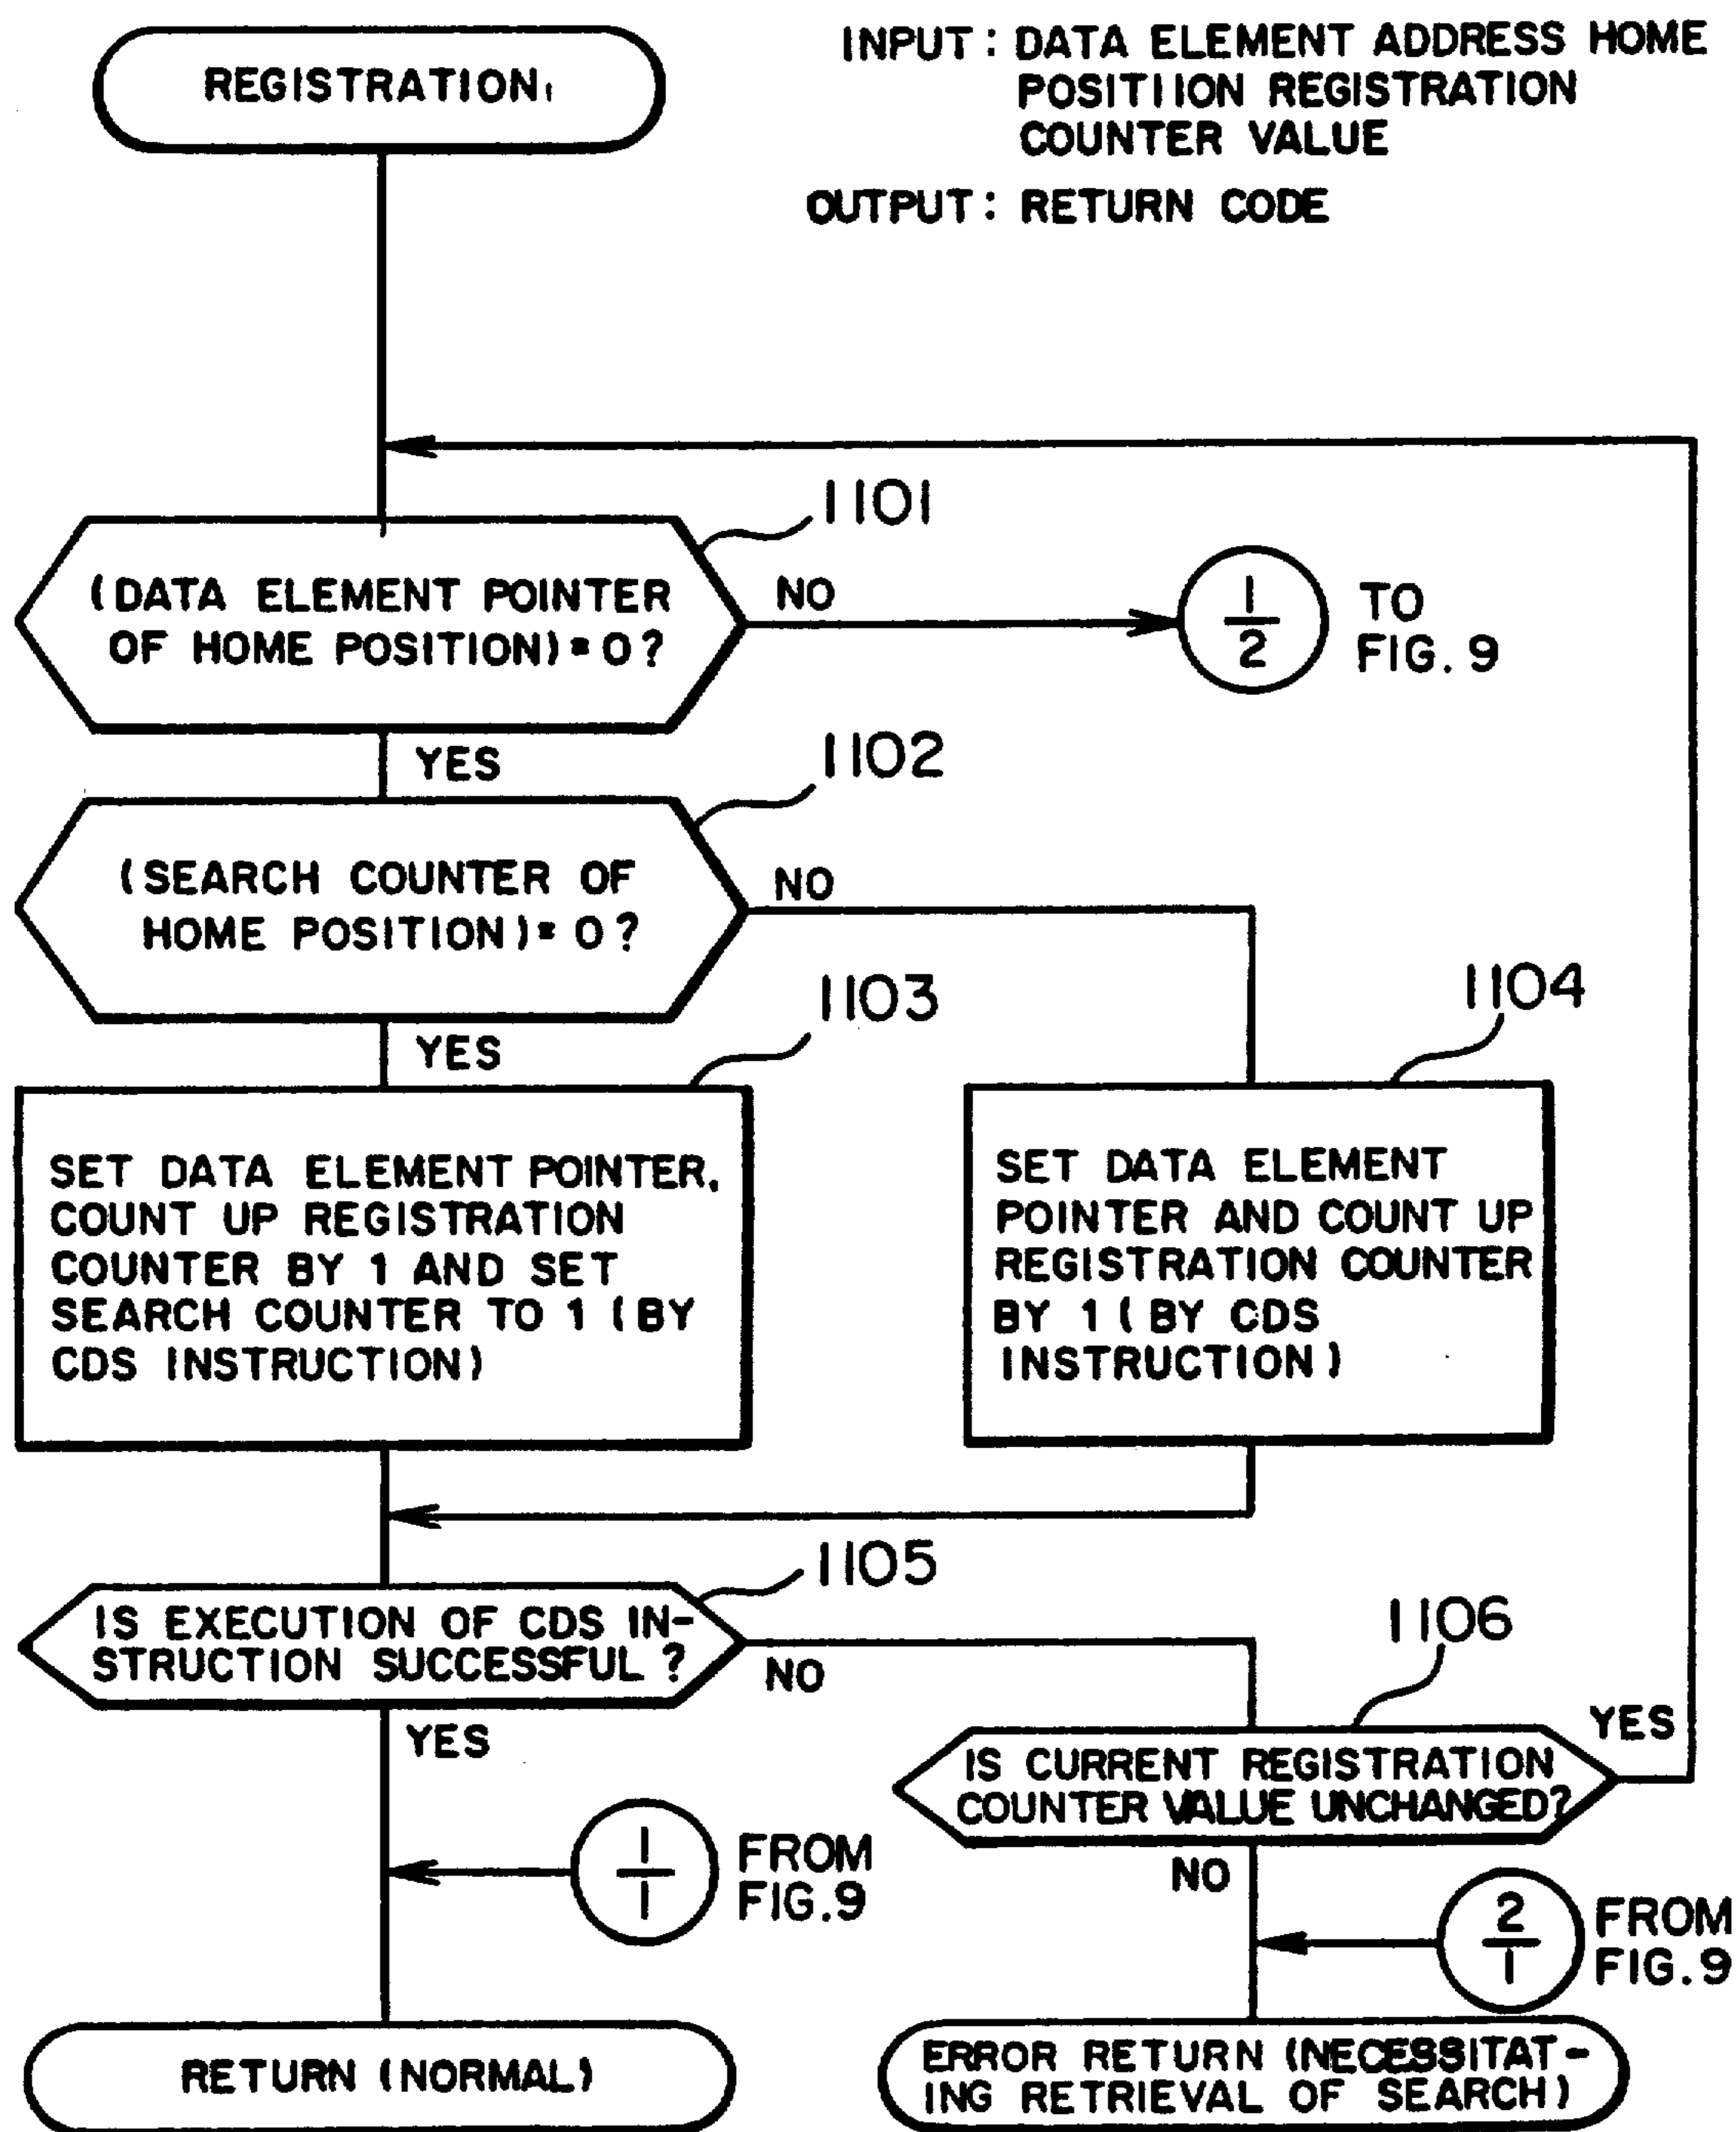 REGISTRATION
INPUT : DATA ELEMENT ADDRESS HOME
POSITIION REGISTRATION
COUNTER VALUE
OUTPUT : RETURN CODE
1101
(DATA ELEMENT POINTER
OF HOME POSITION) = 0 ?
NO
1
2
TO
FIG. 9
YES
1102
(SEARCH COUNTER OF
HOME POSITION) = 0 ?
NO
YES
1103
SET DATA ELEMENT POINTER,
COUNT UP REGISTRATION
COUNTER BY 1 AND SET
SEARCH COUNTER TO 1 (BY
CDS INSTRUCTION)
1104
SET DATA ELEMENT
POINTER AND COUNT UP
REGISTRATION COUNTER
BY 1 (BY CDS
INSTRUCTION)
1105
IS EXECUTION OF CDS IN-
STRUCTION SUCCESSFUL ?
NO
YES
1106
IS CURRENT REGISTRATION
COUNTER VALUE UNCHANGED?
YES
NO
1
1
FROM
FIG.9
2
1
FROM
FIG.9
RETURN (NORMAL)
ERROR RETURN (NECESSITAT-
ING RETRIEVAL OF SEARCH)